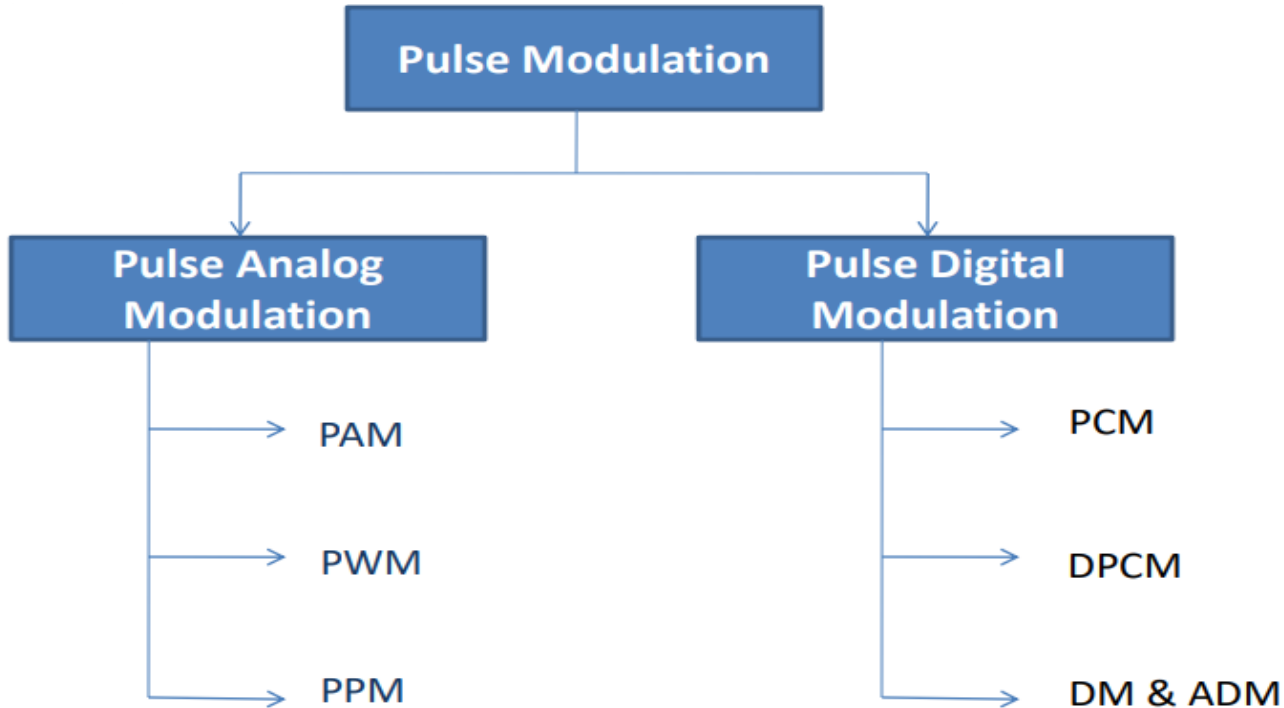 Pulse Modulation
Pulse Analog
Modulation
PAM
PWM
PPM
Pulse Digital
Modulation
PCM
DPCM
DM & ADM